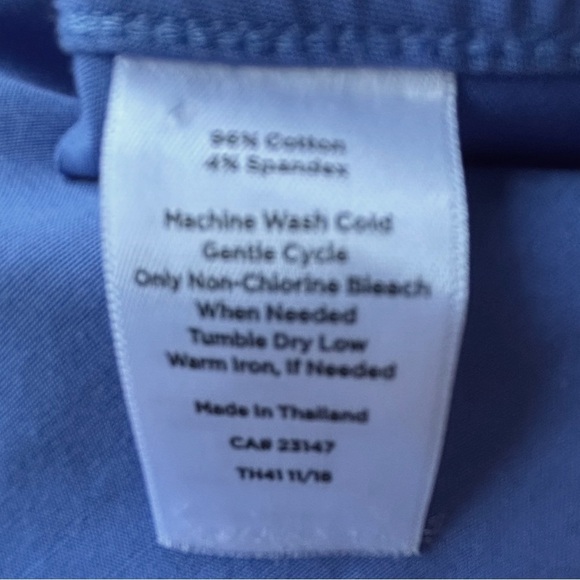 96% Cotton
4% Spandex
Machine Wash Cold
Gentle Cycle
Only Non-Chlorine Bleach
When Needed
Tumble Dry Low
Warm Iron, If Needed
Made In Thailand
CA# 23147
TH41 11/18